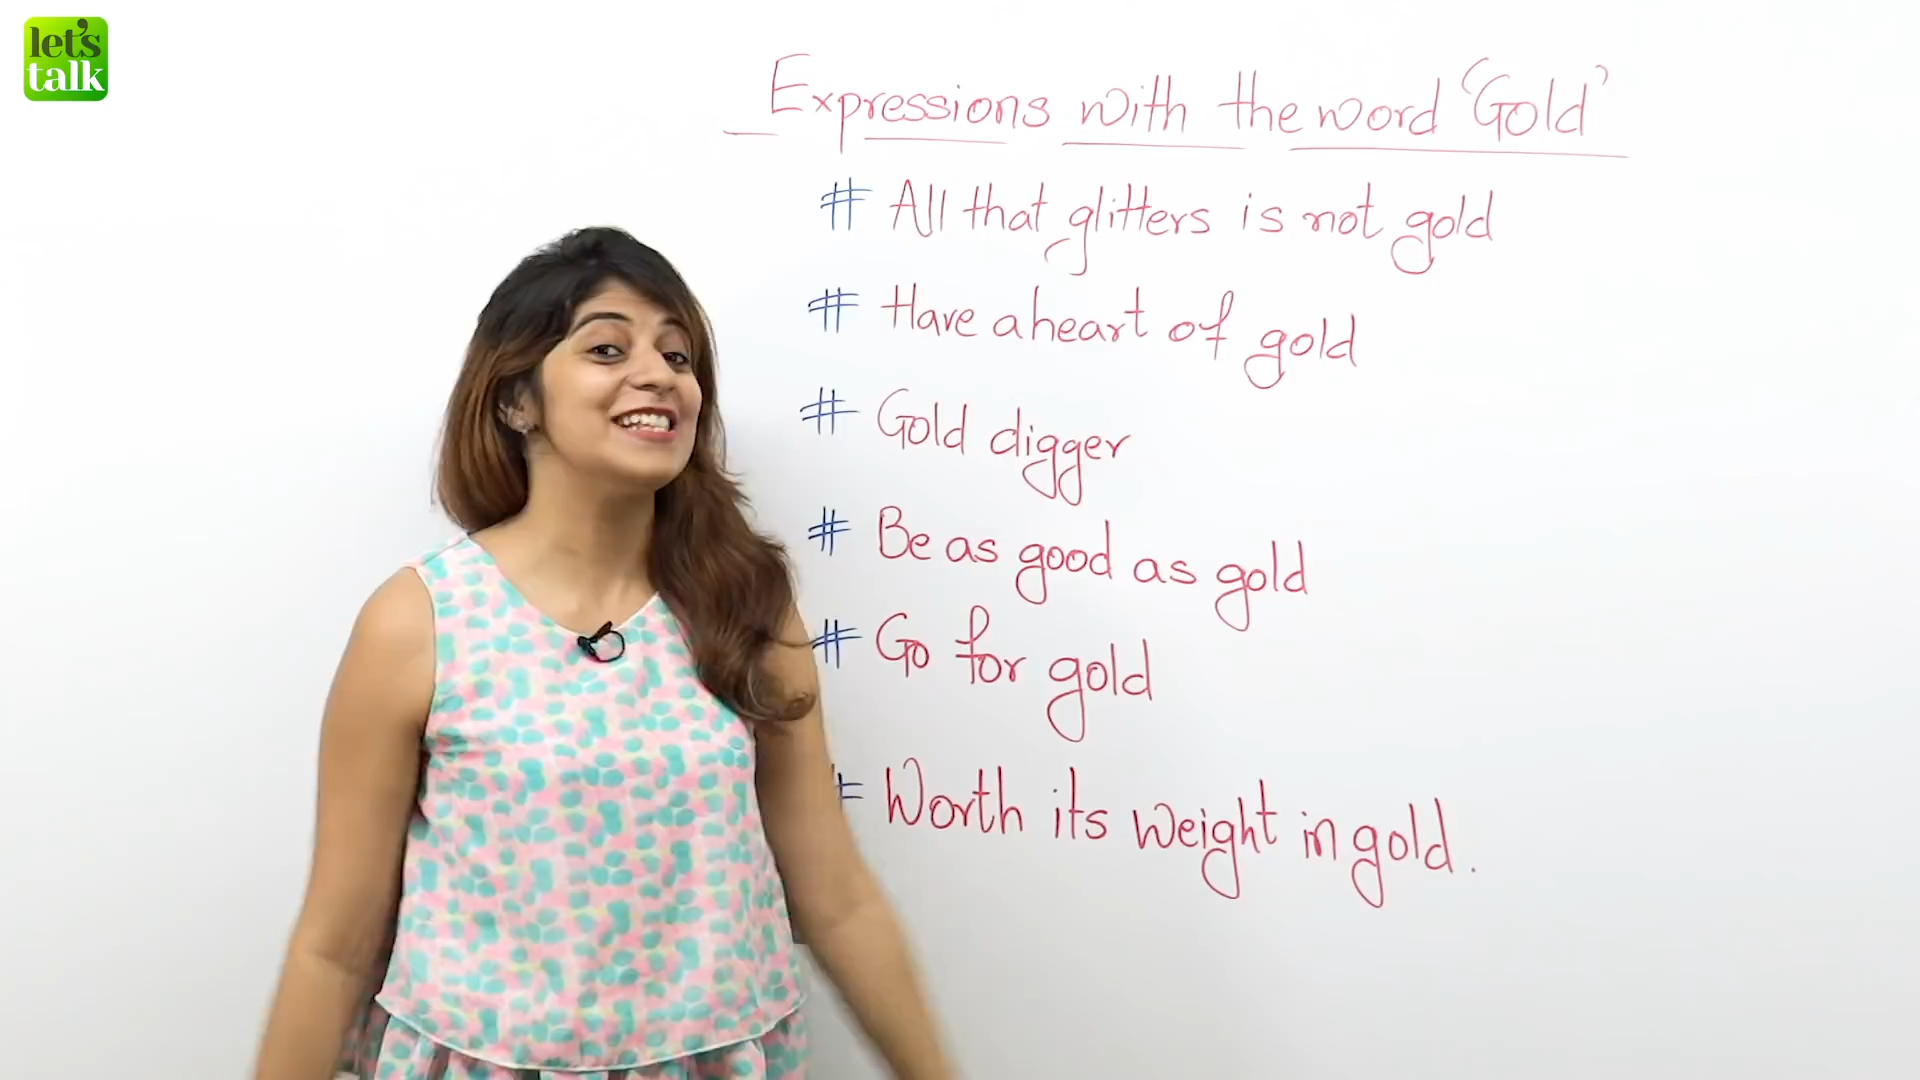 let's
talk
Expressions with the word 'Gold'
# All that glitters is not gold
# Have a heart of gold
# Gold digger
# Be as good as gold
# Go for gold
# Worth its weight in gold.